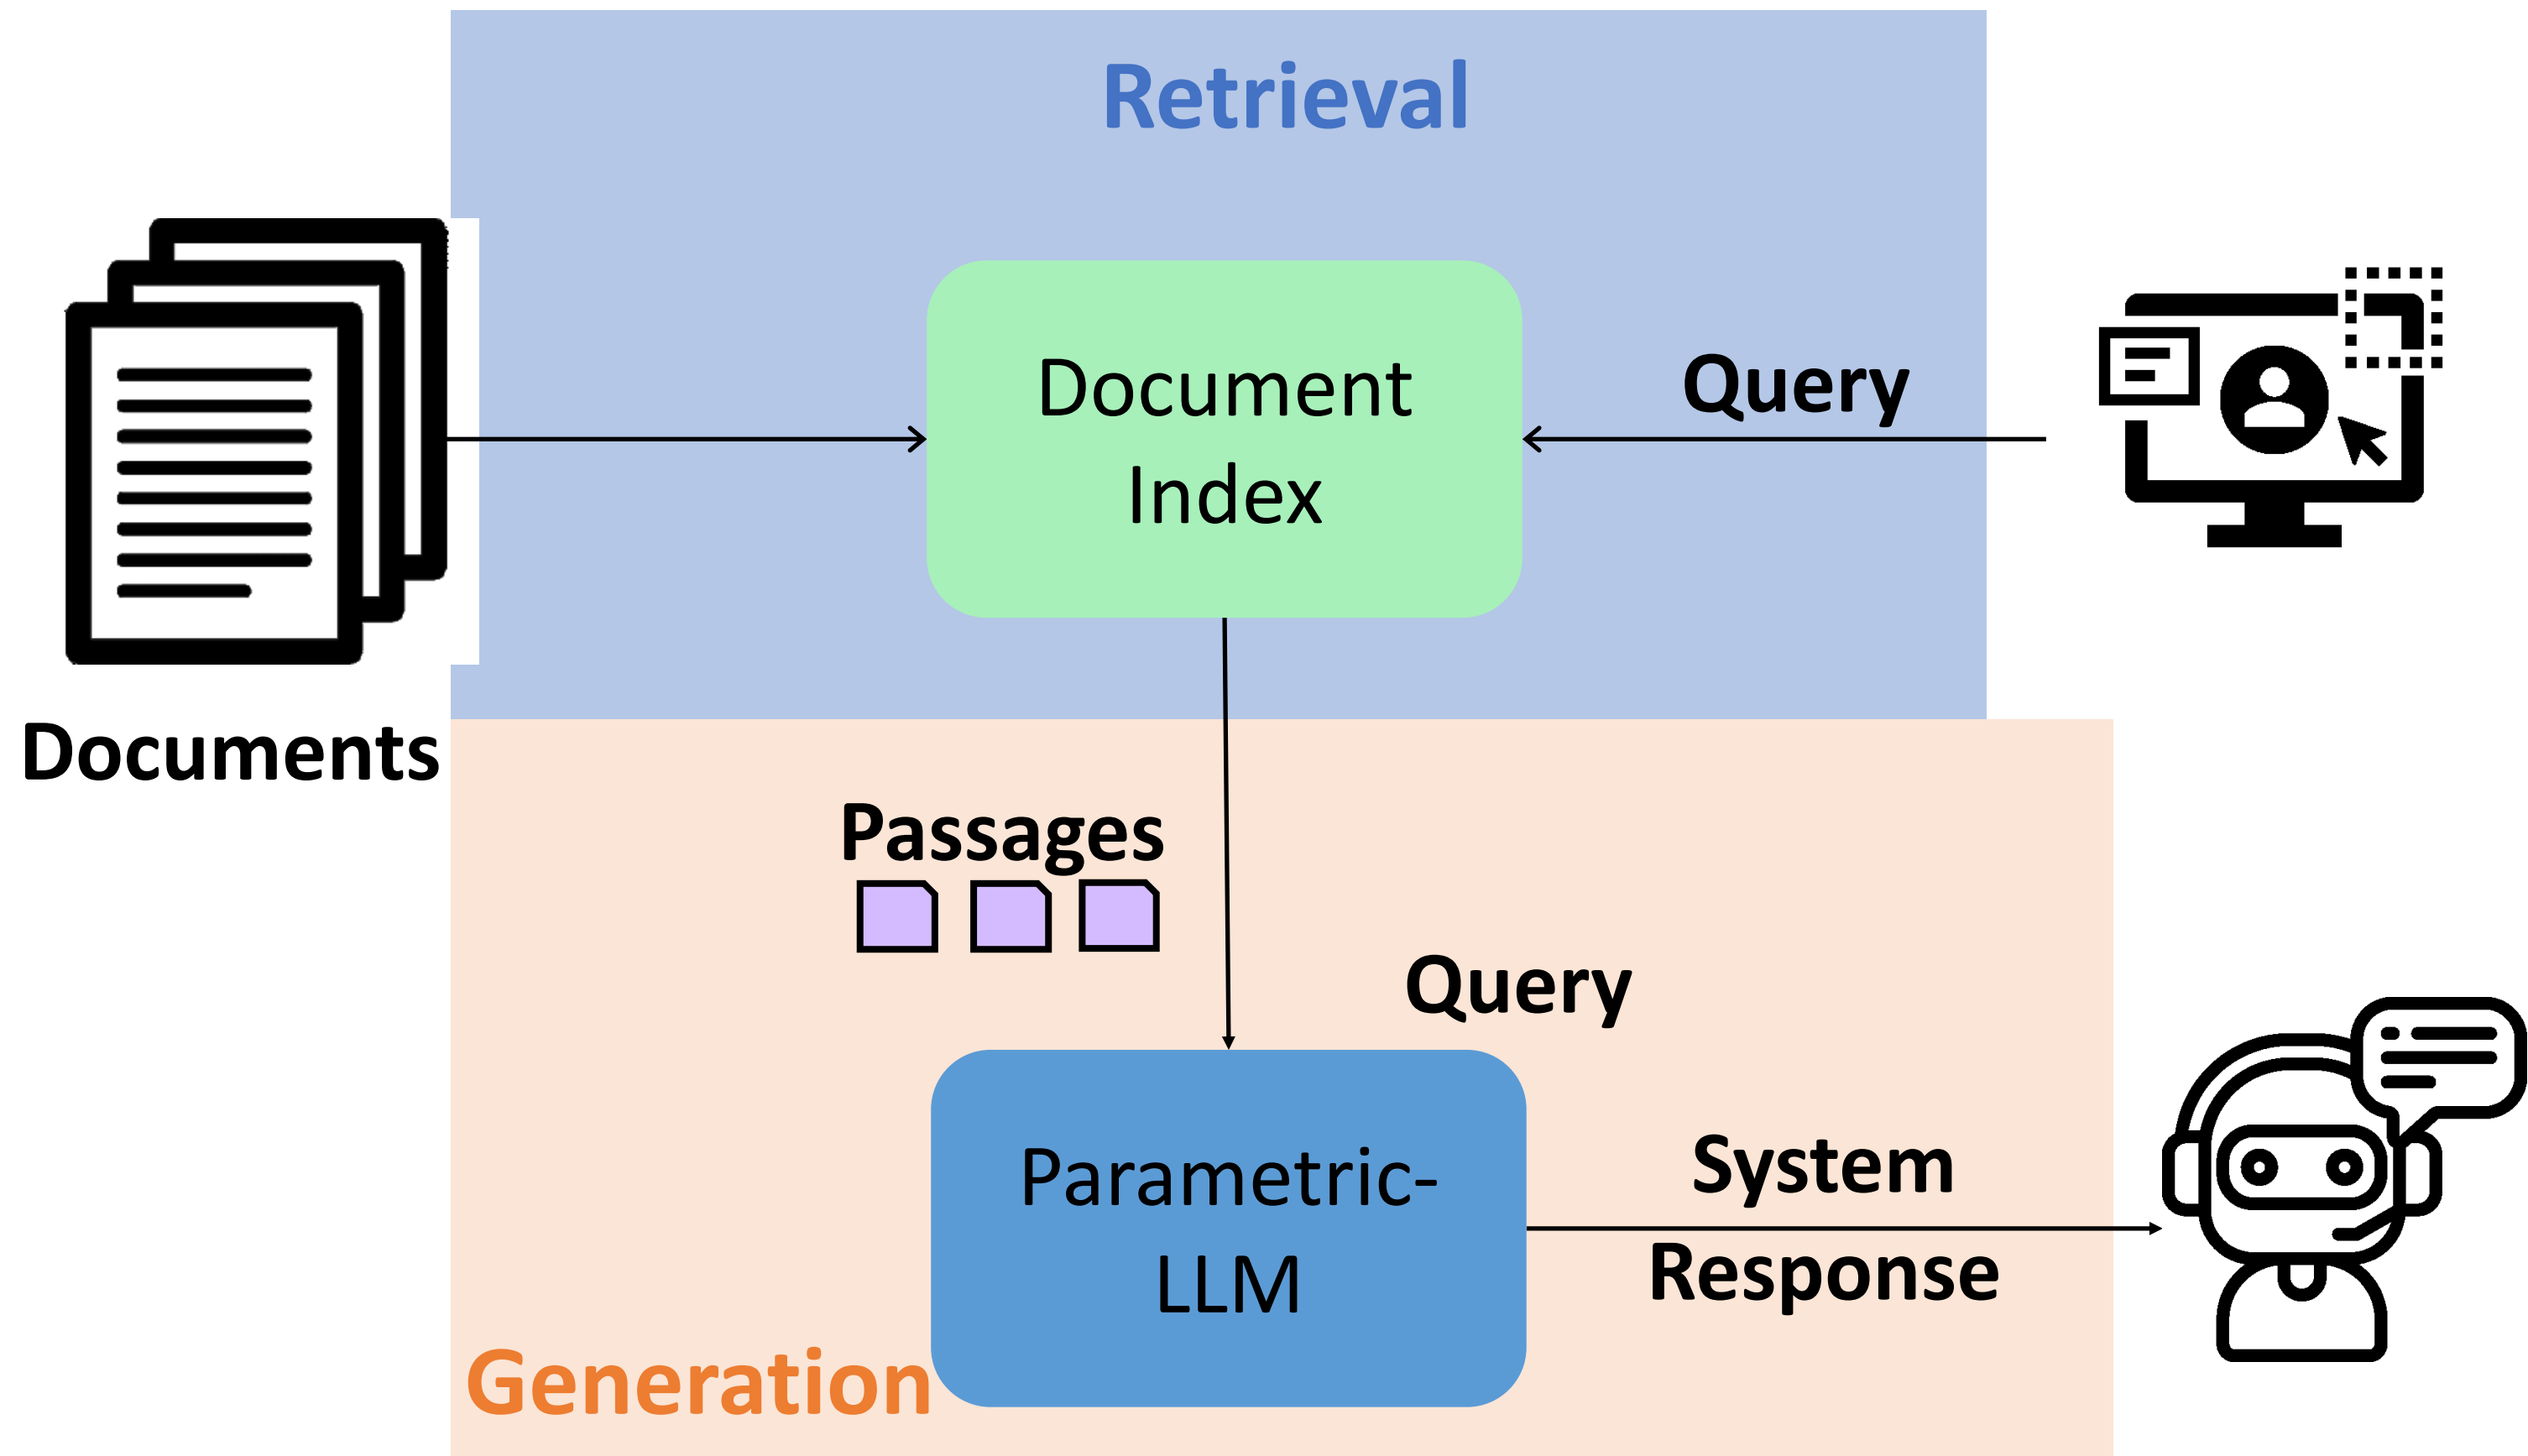 Retrieval
Document
Index
Query
Documents
Passages
Query
Parametric-
LLM
System
Response
Generation